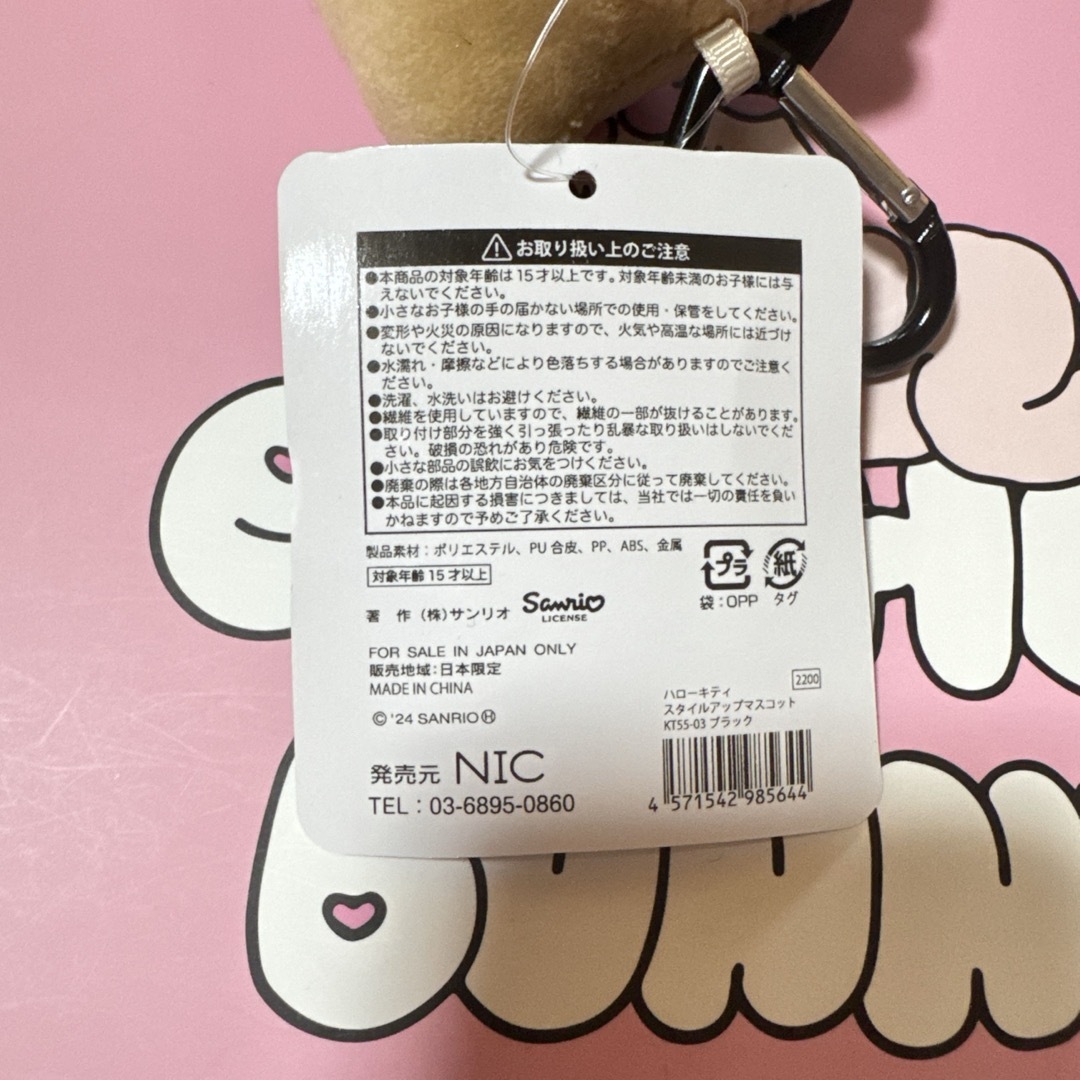 ⚠お取り扱い上のご注意
●本商品の対象年齢は15才以上です。対象年齢未満のお子様には与
えないでください。
●小さなお子様の手の届かない場所での使用・保管をしてください。
●変形や火災の原因になりますので、火気や高温な場所には近づけ
ないでください。
●水濡れ・摩擦などにより色落ちする場合がありますのでご注意く
ださい。
●洗濯、水洗いはお避けください。
●繊維を使用していますので、繊維の一部が抜けることがあります。
●取り付け部分を強く引っ張ったり乱暴な取り扱いはしないでくだ
さい。破損の恐れがあり危険です。
●小さな部品の誤飲にお気をつけください。
●廃棄の際は各地方自治体の廃棄区分に従って廃棄してください。
●本品に起因する損害につきましては、当社では一切の責任を負い
かねますので予めご了承ください。
製品素材：ポリエステル、PU合皮、PP、ABS、金属
対象年齢15才以上
プラ
袋：OPP
紙
タグ
著 作 (株)サンリオ
Sanrio
LICENSE
FOR SALE IN JAPAN ONLY
販売地域：日本限定
MADE IN CHINA
©'24 SANRIO Ⓗ
2200
ハローキティ
スタイルアップマスコット
KT55-03 ブラック
発売元 NIC
TEL：03-6895-0860
4 571542 985644